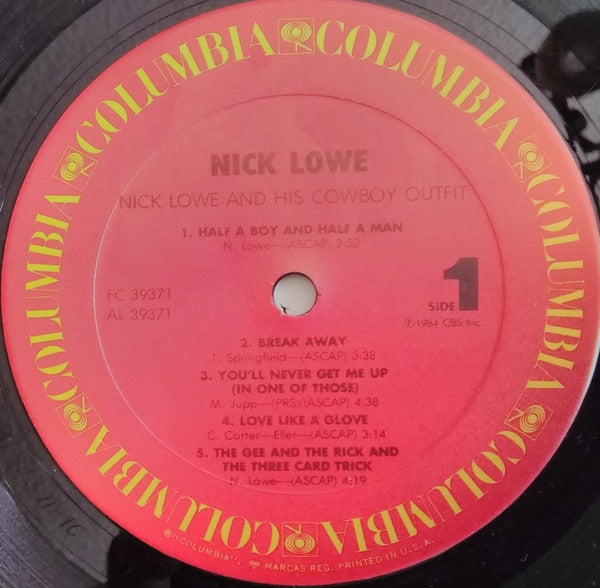 COLUMBIA COLUMBIA COLUMBIA COLUMBIA COLUMBIA COLUMBIA
NICK LOWE
NICK LOWE AND HIS COWBOY OUTFIT
1. HALF A BOY AND HALF A MAN
N. Lowe—(ASCAP) 2:52
FC 39371
AL 39371
SIDE 1
℗ 1984 CBS Inc.
2. BREAK AWAY
T. Springfield—(ASCAP) 3:38
3. YOU'LL NEVER GET ME UP
(IN ONE OF THOSE)
M. Jupp—(PRS)/(ASCAP) 4:38
4. LOVE LIKE A GLOVE
C. Carter–Eller—(ASCAP) 3:14
5. THE GEE AND THE RICK AND
THE THREE CARD TRICK
N. Lowe—(ASCAP) 4:19
®"COLUMBIA", MARCAS REG. PRINTED IN U.S.A.